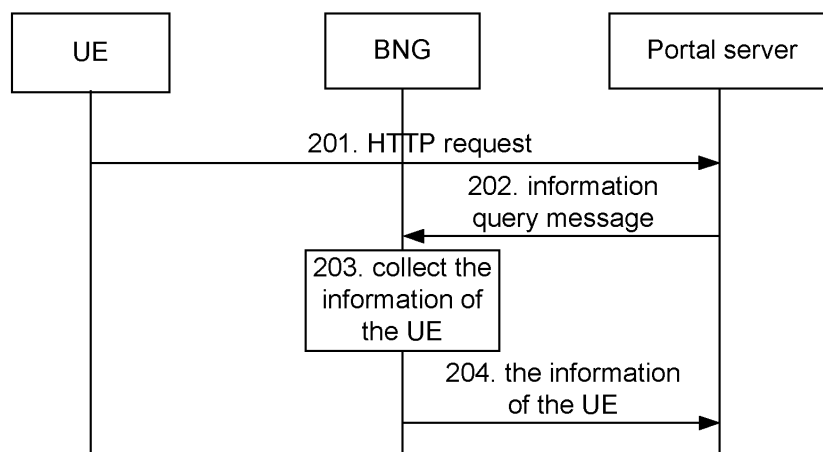 UE
BNG
Portal server
201. HTTP request
202. information
query message
203. collect the
information of
the UE
204. the information
of the UE